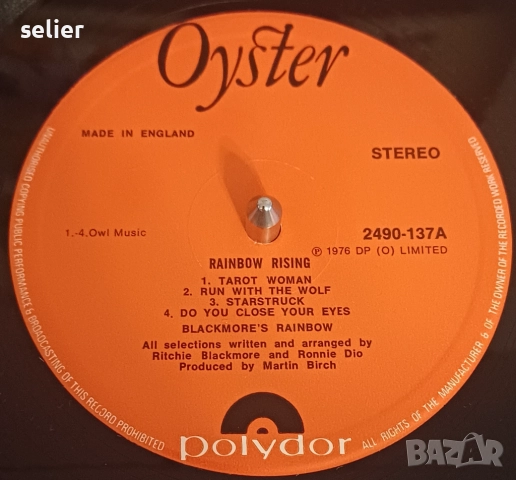 selier
Oyster
MADE IN ENGLAND
STEREO
1.-4.Owl Music
2490-137A
℗ 1976 DP (O) LIMITED
RAINBOW RISING
1. TAROT WOMAN
2. RUN WITH THE WOLF
3. STARSTRUCK
4. DO YOU CLOSE YOUR EYES
BLACKMORE'S RAINBOW
All selections written and arranged by
Ritchie Blackmore and Ronnie Dio
Produced by Martin Birch
polydor
UNAUTHORISED COPYING PUBLIC PERFORMANCE & BROADCASTING OF THIS RECORD PROHIBITED
ALL RIGHTS OF THE MANUFACTURER & OF THE OWNER OF THE RECORDED WORK RESERVED
BAZAR
.bg